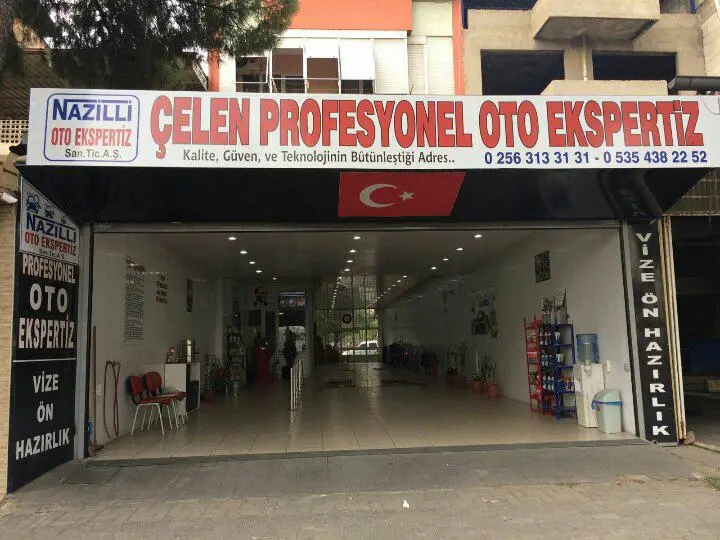 NAZİLLİ
OTO EKSPERTİZ
San.Tic.A.Ş.
ÇELEN PROFESYONEL OTO EKSPERTİZ
Kalite, Güven, ve Teknolojinin Bütünleştiği Adres..
0 256 313 31 31 - 0 535 438 22 52
NAZİLLİ
OTO EKSPERTİZ
San.Tic.A.Ş.
PROFESYONEL
OTO
EKSPERTİZ
VİZE
ÖN
HAZIRLIK
VİZE ÖN HAZIRLIK